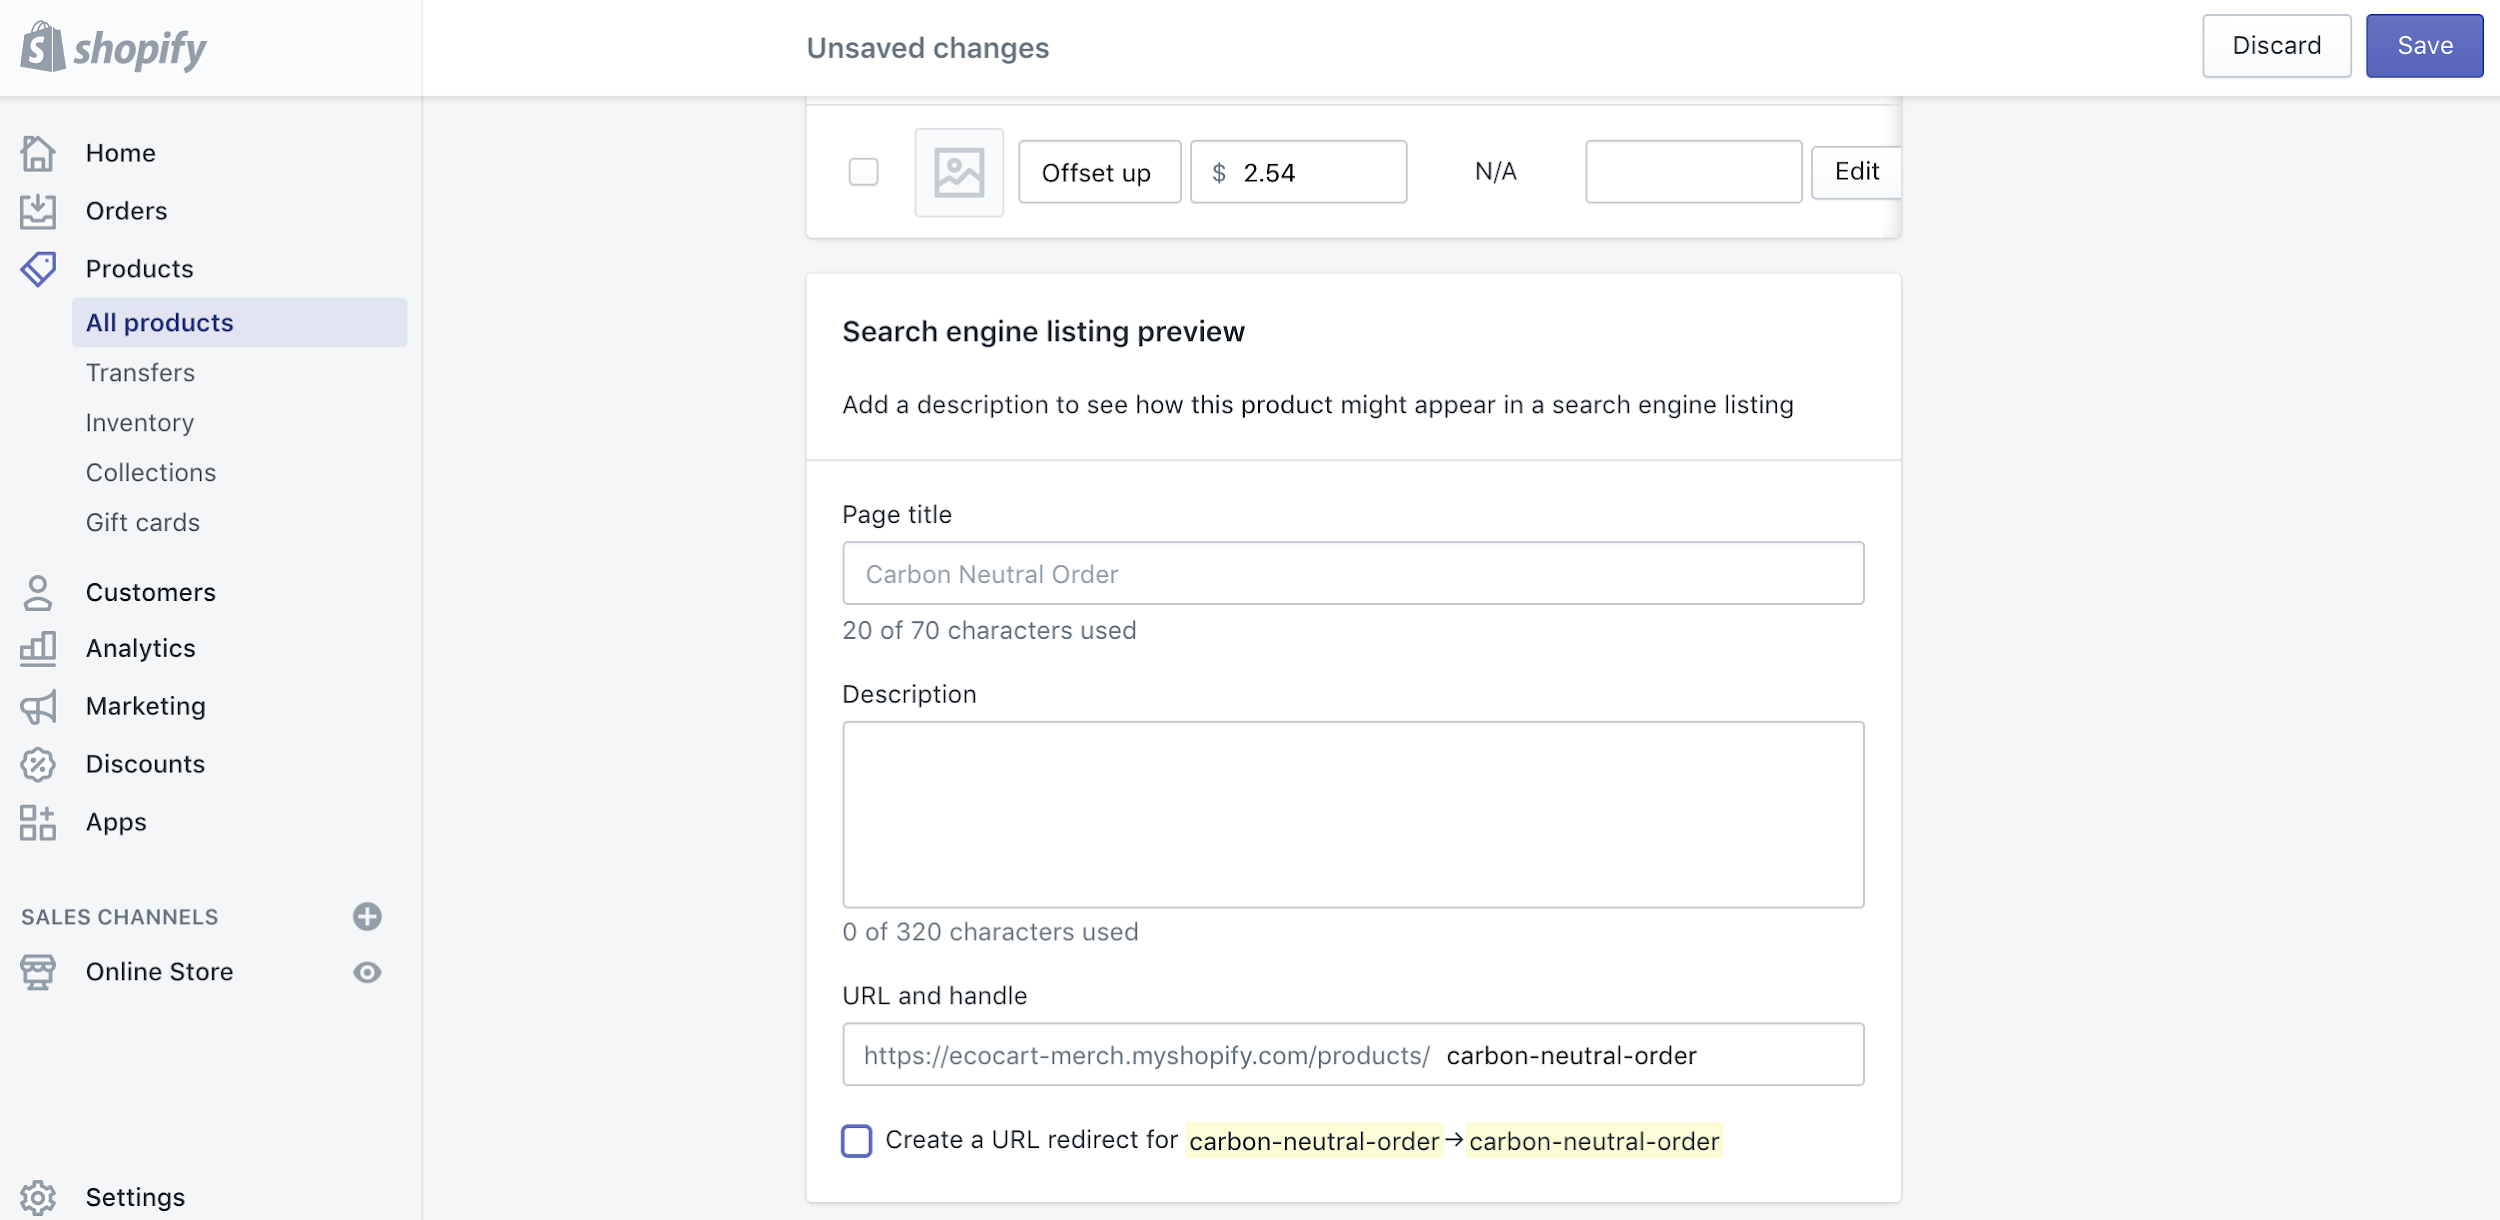 shopify
Unsaved changes
Discard
Save
Home
Orders
Products
All products
Transfers
Inventory
Collections
Gift cards
Customers
Analytics
Marketing
Discounts
Apps
SALES CHANNELS
Online Store
Settings
Offset up
$ 2.54
N/A
Edit
Search engine listing preview
Add a description to see how this product might appear in a search engine listing
Page title
Carbon Neutral Order
20 of 70 characters used
Description
0 of 320 characters used
URL and handle
https://ecocart-merch.myshopify.com/products/ carbon-neutral-order
Create a URL redirect for carbon-neutral-order → carbon-neutral-order